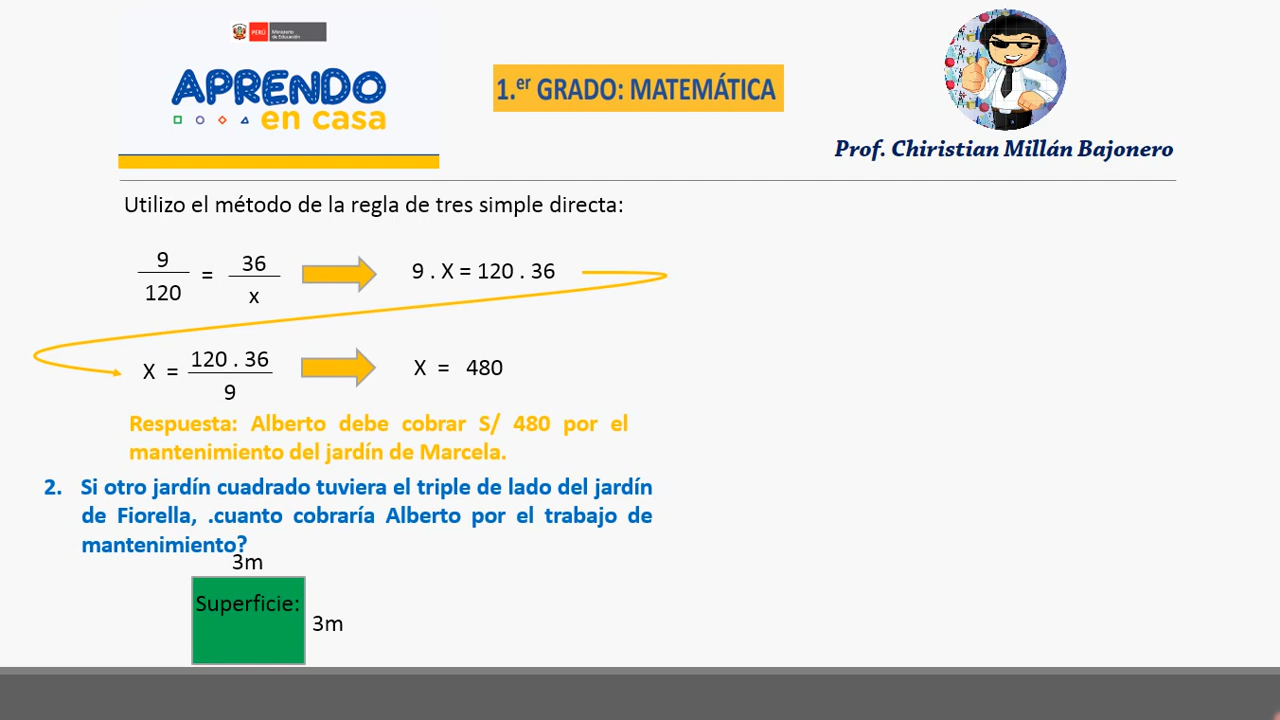 PERÚ Ministerio
de Educación
APRENDO
en casa
1.er GRADO: MATEMÁTICA
Prof. Chiristian Millán Bajonero
Utilizo el método de la regla de tres simple directa:
9
120
=
36
x
9 . X = 120 . 36
X =
120 . 36
9
X = 480
Respuesta: Alberto debe cobrar S/ 480 por el
mantenimiento del jardín de Marcela.
2. Si otro jardín cuadrado tuviera el triple de lado del jardín
de Fiorella, .cuanto cobraría Alberto por el trabajo de
mantenimiento?
3m
Superficie:
3m